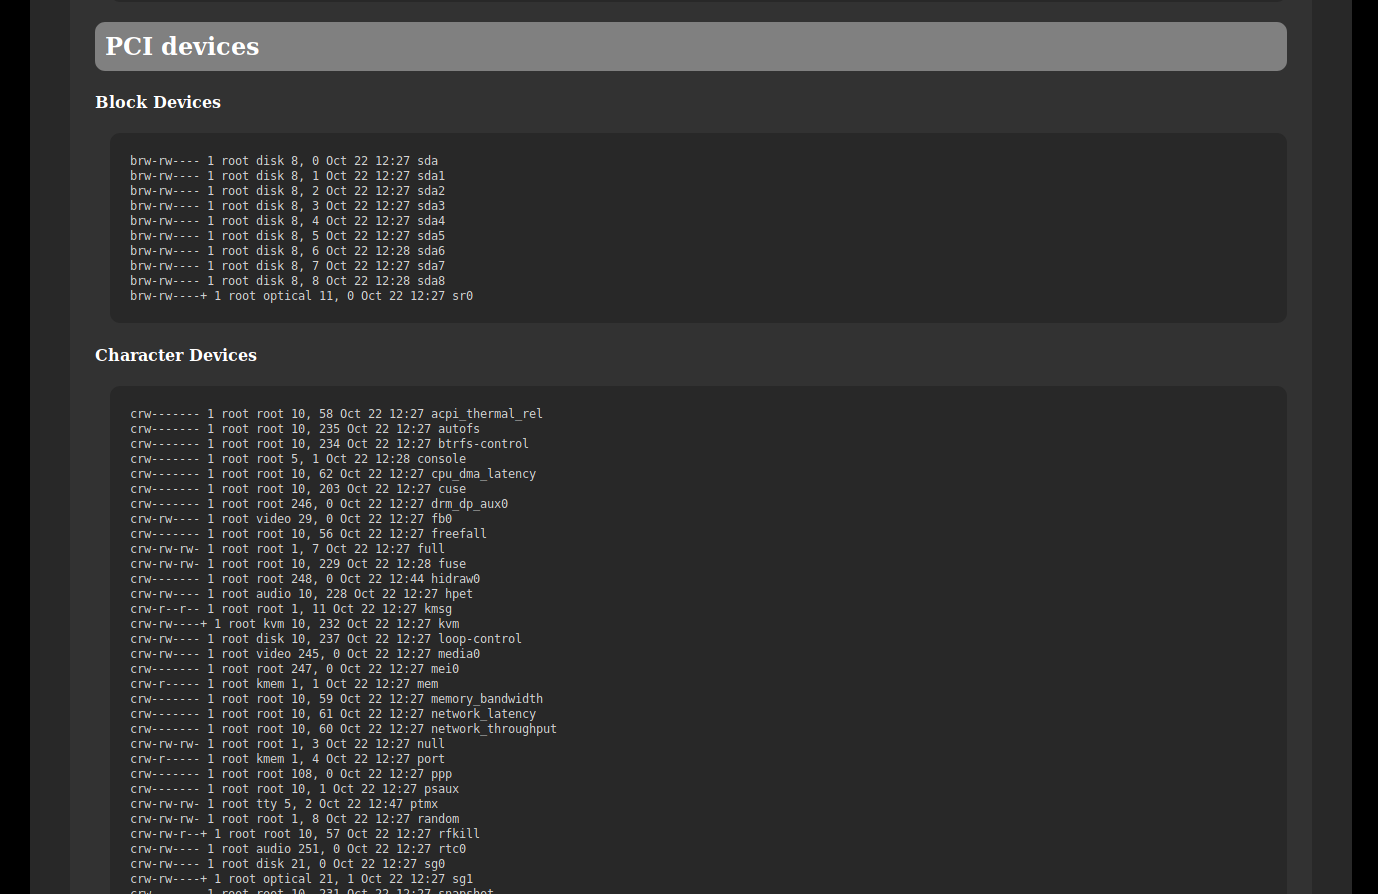 PCI devices
Block Devices
brw-rw---- 1 root disk 8, 0 Oct 22 12:27 sda
brw-rw---- 1 root disk 8, 1 Oct 22 12:27 sda1
brw-rw---- 1 root disk 8, 2 Oct 22 12:27 sda2
brw-rw---- 1 root disk 8, 3 Oct 22 12:27 sda3
brw-rw---- 1 root disk 8, 4 Oct 22 12:27 sda4
brw-rw---- 1 root disk 8, 5 Oct 22 12:27 sda5
brw-rw---- 1 root disk 8, 6 Oct 22 12:28 sda6
brw-rw---- 1 root disk 8, 7 Oct 22 12:27 sda7
brw-rw---- 1 root disk 8, 8 Oct 22 12:28 sda8
brw-rw----+ 1 root optical 11, 0 Oct 22 12:27 sr0
Character Devices
crw------- 1 root root 10, 58 Oct 22 12:27 acpi_thermal_rel
crw------- 1 root root 10, 235 Oct 22 12:27 autofs
crw------- 1 root root 10, 234 Oct 22 12:27 btrfs-control
crw------- 1 root root 5, 1 Oct 22 12:28 console
crw------- 1 root root 10, 62 Oct 22 12:27 cpu_dma_latency
crw------- 1 root root 10, 203 Oct 22 12:27 cuse
crw------- 1 root root 246, 0 Oct 22 12:27 drm_dp_aux0
crw-rw---- 1 root video 29, 0 Oct 22 12:27 fb0
crw------- 1 root root 10, 56 Oct 22 12:27 freefall
crw-rw-rw- 1 root root 1, 7 Oct 22 12:27 full
crw-rw-rw- 1 root root 10, 229 Oct 22 12:28 fuse
crw------- 1 root root 248, 0 Oct 22 12:44 hidraw0
crw-rw---- 1 root audio 10, 228 Oct 22 12:27 hpet
crw-r--r-- 1 root root 1, 11 Oct 22 12:27 kmsg
crw-rw----+ 1 root kvm 10, 232 Oct 22 12:27 kvm
crw-rw---- 1 root disk 10, 237 Oct 22 12:27 loop-control
crw-rw---- 1 root video 245, 0 Oct 22 12:27 media0
crw------- 1 root root 247, 0 Oct 22 12:27 mei0
crw-r----- 1 root kmem 1, 1 Oct 22 12:27 mem
crw------- 1 root root 10, 59 Oct 22 12:27 memory_bandwidth
crw------- 1 root root 10, 61 Oct 22 12:27 network_latency
crw------- 1 root root 10, 60 Oct 22 12:27 network_throughput
crw-rw-rw- 1 root root 1, 3 Oct 22 12:27 null
crw-r----- 1 root kmem 1, 4 Oct 22 12:27 port
crw------- 1 root root 108, 0 Oct 22 12:27 ppp
crw------- 1 root root 10, 1 Oct 22 12:27 psaux
crw-rw-rw- 1 root tty 5, 2 Oct 22 12:47 ptmx
crw-rw-rw- 1 root root 1, 8 Oct 22 12:27 random
crw-rw-r--+ 1 root root 10, 57 Oct 22 12:27 rfkill
crw-rw---- 1 root audio 251, 0 Oct 22 12:27 rtc0
crw-rw---- 1 root disk 21, 0 Oct 22 12:27 sg0
crw-rw----+ 1 root optical 21, 1 Oct 22 12:27 sg1
crw------- 1 root root 10, 231 Oct 22 12:27 snapshot